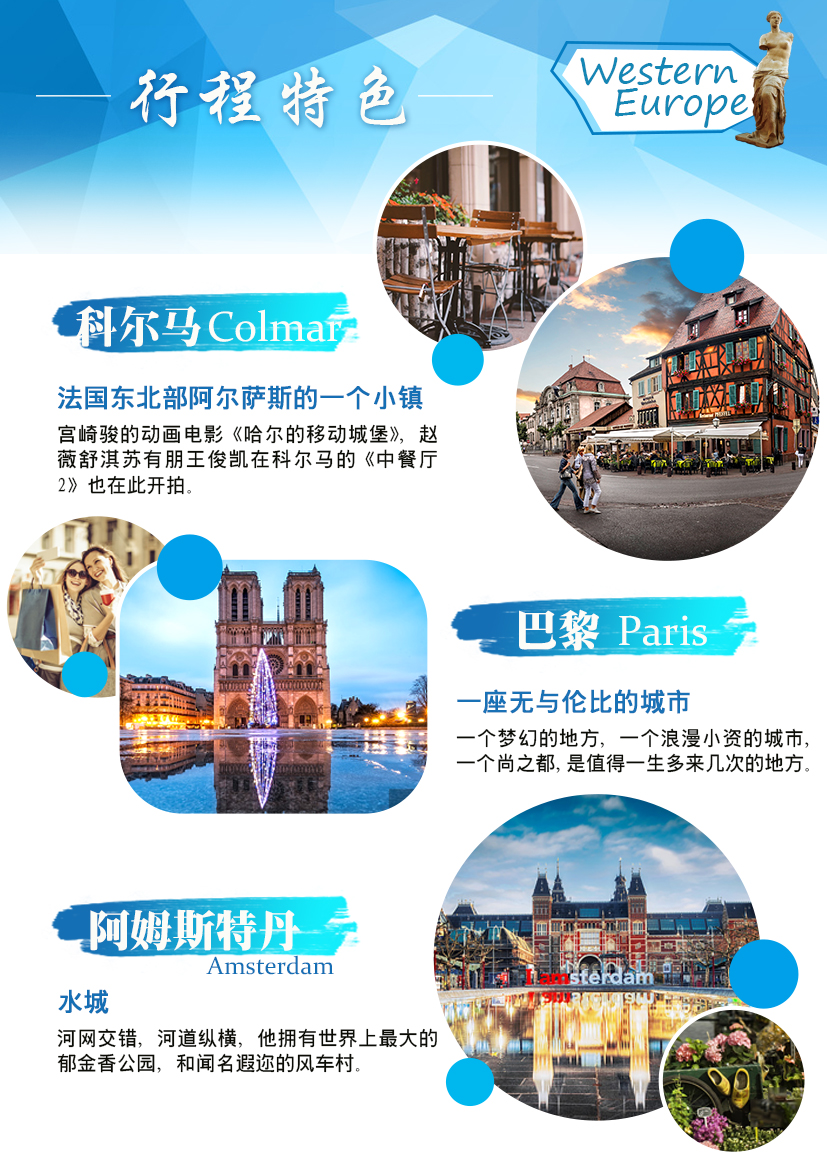 行程特色
Western
Europe
科尔马Colmar
法国东北部阿尔萨斯的一个小镇
宫崎骏的动画电影《哈尔的移动城堡》，赵
薇舒淇苏有朋王俊凯在科尔马的《中餐厅
2》也在此开拍。
巴黎 Paris
一座无与伦比的城市
一个梦幻的地方，一个浪漫小资的城市，
一个尚之都，是值得一生多来几次的地方。
阿姆斯特丹
Amsterdam
水城
河网交错，河道纵横，他拥有世界上最大的
郁金香公园，和闻名遐迩的风车村。
I amsterdam